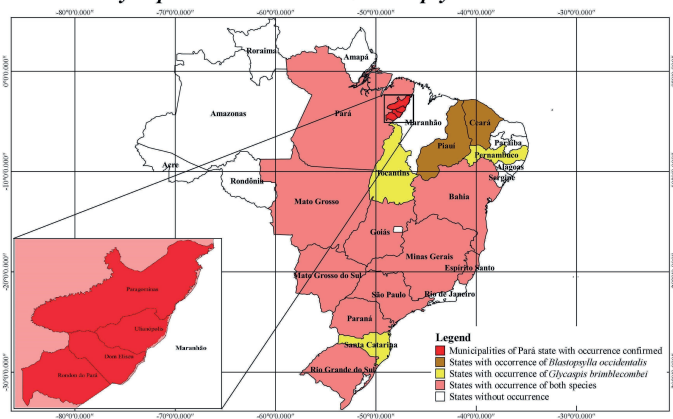 -80°0'0.000" -70°0'0.000" -60°0'0.000" -50°0'0.000" -40°0'0.000" -30°0'0.000"
Roraima
Amapá
0°0'0.000"
Amazonas
Pará
Maranhão
Ceará
Piauí
Paraíba
Pernambuco
Acre
Alagoas
-10°0'0.000"
Tocantins
Sergipe
Rondônia
Mato Grosso
Bahia
Goiás
Minas Gerais
Espírito Santo
-20°0'0.000"
Mato Grosso do Sul
São Paulo
Rio de Janeiro
Paraná
Santa Catarina
Rio Grande do Sul
-30°0'0.000"
Paragominas
Ulianópolis
Maranhão
Dom Eliseu
Rondon do Pará
Legend
Municipalities of Pará state with occurrence confirmed
States with occurrence of Blastopsylla occidentalis
States with occurrence of Glycaspis brimblecombei
States with occurrence of both species
States without occurrence
-80°0'0.000" -70°0'0.000" -60°0'0.000" -50°0'0.000" -40°0'0.000" -30°0'0.000"